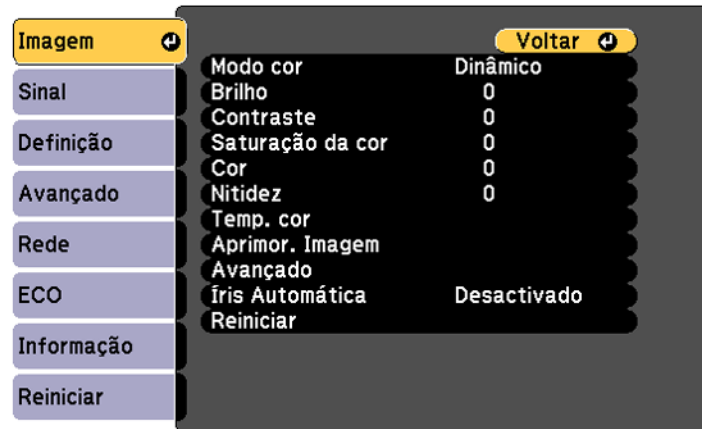 Imagem
Sinal
Definição
Avançado
Rede
ECO
Informação
Reiniciar
Voltar
Modo cor Dinâmico
Brilho 0
Contraste 0
Saturação da cor 0
Cor 0
Nitidez 0
Temp. cor
Aprimor. Imagem
Avançado
Íris Automática Desactivado
Reiniciar